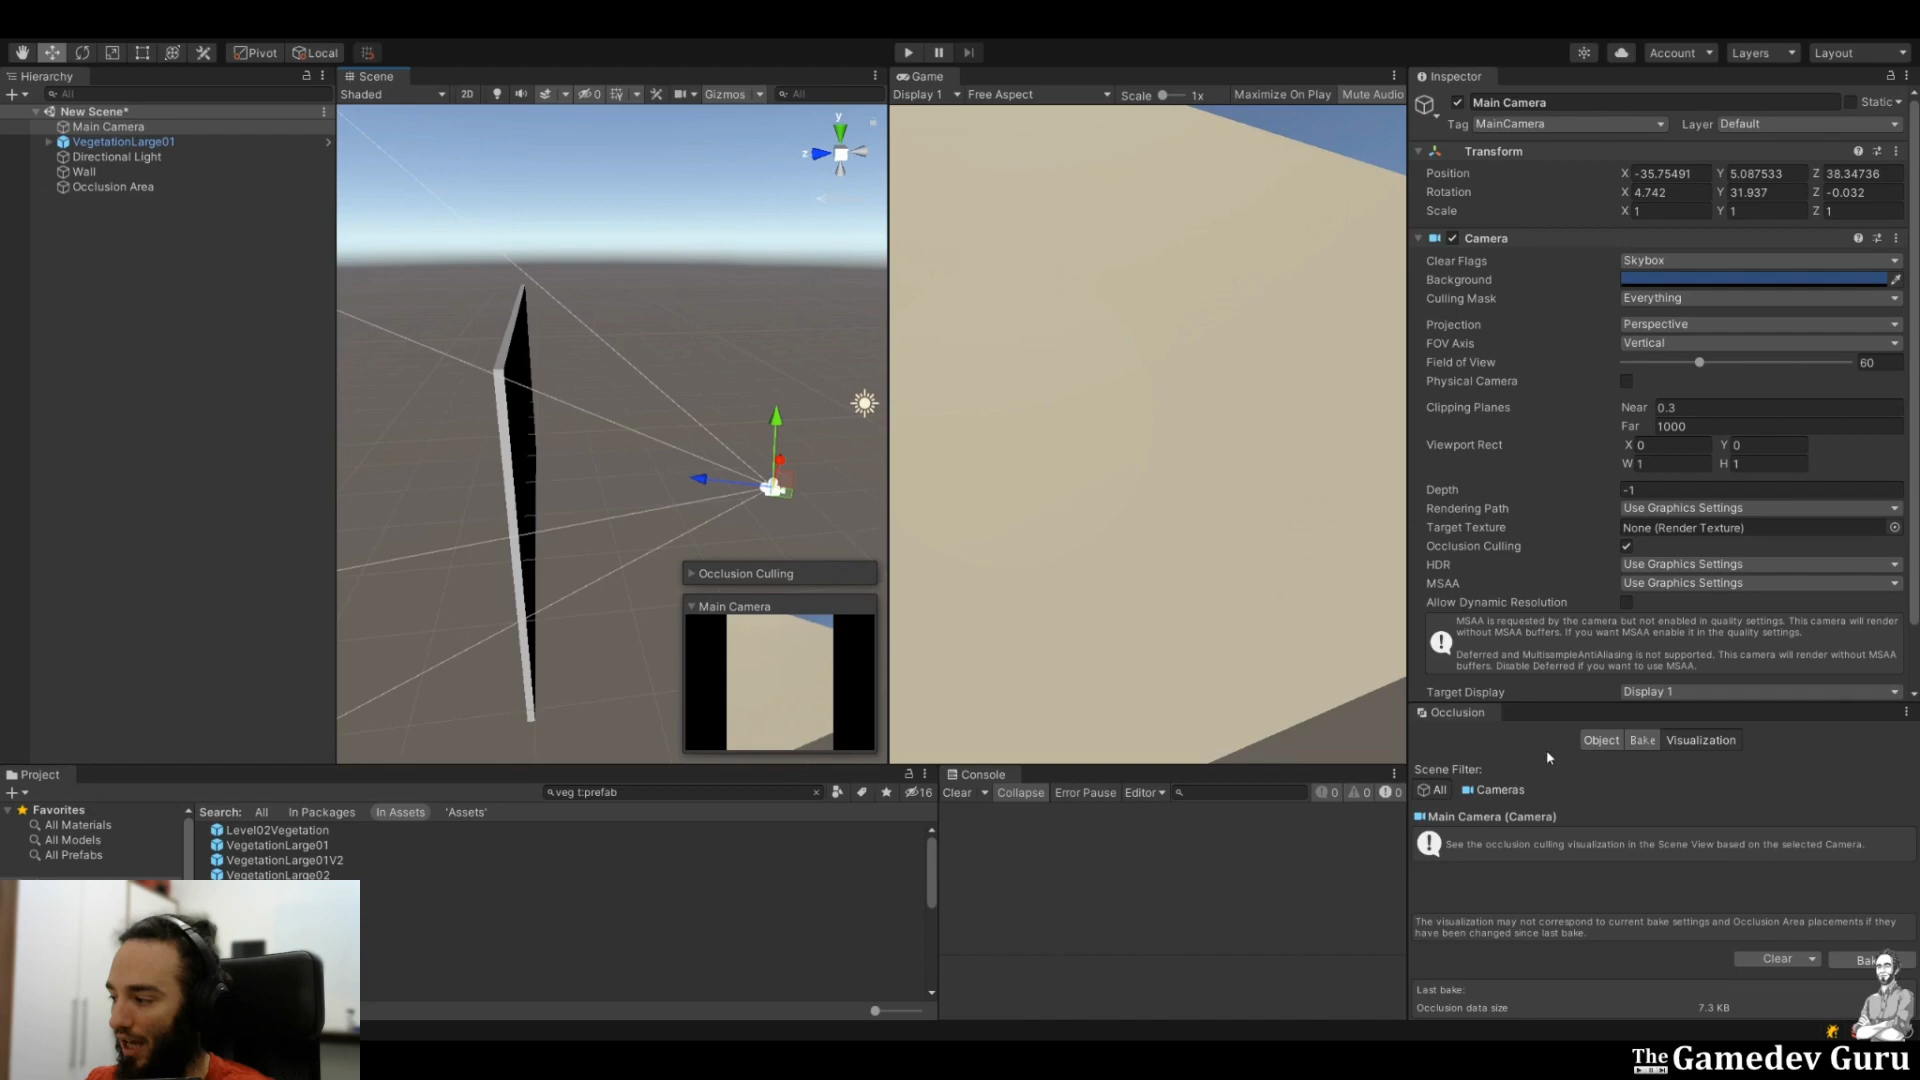 Pivot Local
Account Layers Layout
Hierarchy Scene Game Inspector
All
Shaded 2D 0 Gizmos All
Display 1 Free Aspect Scale 1x Maximize On Play Mute Audio
New Scene*
Main Camera
VegetationLarge01
Directional Light
Wall
Occlusion Area
y
z
Occlusion Culling
Main Camera
Main Camera Static
Tag MainCamera Layer Default
Transform
Position X -35.75491 Y 5.087533 Z 38.34736
Rotation X 4.742 Y 31.937 Z -0.032
Scale X 1 Y 1 Z 1
Camera
Clear Flags Skybox
Background
Culling Mask Everything
Projection Perspective
FOV Axis Vertical
Field of View 60
Physical Camera
Clipping Planes Near 0.3
Far 1000
Viewport Rect X 0 Y 0
W 1 H 1
Depth -1
Rendering Path Use Graphics Settings
Target Texture None (Render Texture)
Occlusion Culling
HDR Use Graphics Settings
MSAA Use Graphics Settings
Allow Dynamic Resolution
MSAA is requested by the camera but not enabled in quality settings. This camera will render
without MSAA buffers. If you want MSAA enable it in the quality settings.
Deferred and MultisampleAntiAliasing is not supported. This camera will render without MSAA
buffers. Disable Deferred if you want to use MSAA.
Target Display Display 1
Occlusion
Object Bake Visualization
Scene Filter:
All Cameras
Main Camera (Camera)
See the occlusion culling visualization in the Scene View based on the selected Camera.
The visualization may not correspond to current bake settings and Occlusion Area placements if they
have been changed since last bake.
Clear Bak
Last bake:
Occlusion data size 7.3 KB
Project
veg t:prefab 16
Favorites
All Materials
All Models
All Prefabs
Search: All In Packages In Assets 'Assets'
Level02Vegetation
VegetationLarge01
VegetationLarge01V2
VegetationLarge02
Console
Clear Collapse Error Pause Editor 0 0 0
The Gamedev Guru